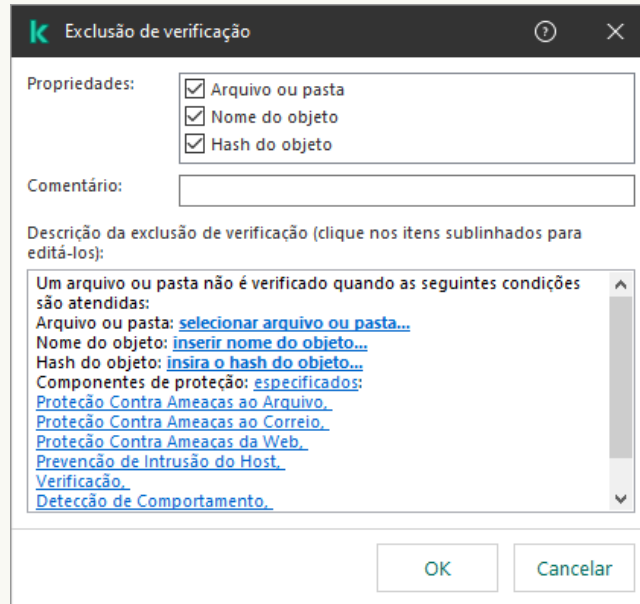 Exclusão de verificação
Propriedades:
Arquivo ou pasta
Nome do objeto
Hash do objeto
Comentário:
Descrição da exclusão de verificação (clique nos itens sublinhados para
editá-los):
Um arquivo ou pasta não é verificado quando as seguintes condições
são atendidas:
Arquivo ou pasta: selecionar arquivo ou pasta...
Nome do objeto: inserir nome do objeto...
Hash do objeto: insira o hash do objeto...
Componentes de proteção: especificados:
Proteção Contra Ameaças ao Arquivo,
Proteção Contra Ameaças ao Correio,
Proteção Contra Ameaças da Web,
Prevenção de Intrusão do Host,
Verificação,
Detecção de Comportamento,
OK
Cancelar